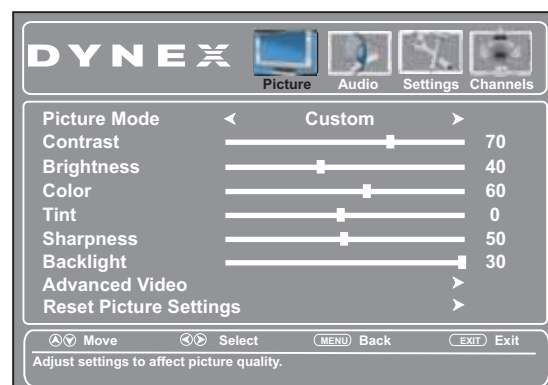 DYNEX
Picture Audio Settings Channels
Picture Mode Custom
Contrast 70
Brightness 40
Color 60
Tint 0
Sharpness 50
Backlight 30
Advanced Video
Reset Picture Settings
Move Select MENU Back EXIT Exit
Adjust settings to affect picture quality.